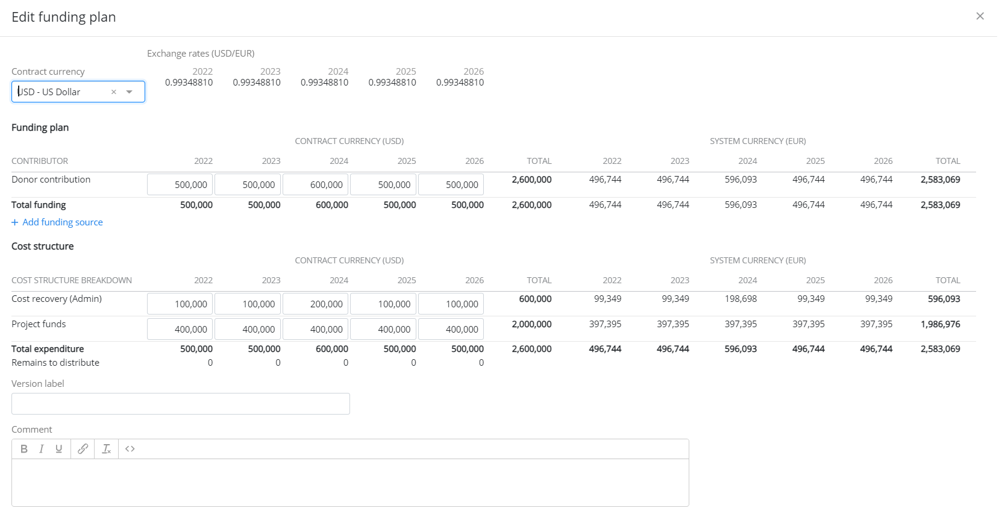 Edit funding plan
Exchange rates (USD/EUR)
Contract currency 2022 2023 2024 2025 2026
0.99348810 0.99348810 0.99348810 0.99348810 0.99348810
USD - US Dollar
Funding plan
CONTRACT CURRENCY (USD) SYSTEM CURRENCY (EUR)
CONTRIBUTOR 2022 2023 2024 2025 2026 TOTAL 2022 2023 2024 2025 2026 TOTAL
Donor contribution 500,000 500,000 600,000 500,000 500,000 2,600,000 496,744 496,744 596,093 496,744 496,744 2,583,069
Total funding 500,000 500,000 600,000 500,000 500,000 2,600,000 496,744 496,744 596,093 496,744 496,744 2,583,069
+ Add funding source
Cost structure
CONTRACT CURRENCY (USD) SYSTEM CURRENCY (EUR)
COST STRUCTURE BREAKDOWN 2022 2023 2024 2025 2026 TOTAL 2022 2023 2024 2025 2026 TOTAL
Cost recovery (Admin) 100,000 100,000 200,000 100,000 100,000 600,000 99,349 99,349 198,698 99,349 99,349 596,093
Project funds 400,000 400,000 400,000 400,000 400,000 2,000,000 397,395 397,395 397,395 397,395 397,395 1,986,976
Total expenditure 500,000 500,000 600,000 500,000 500,000 2,600,000 496,744 496,744 596,093 496,744 496,744 2,583,069
Remains to distribute 0 0 0 0 0
Version label
Comment
B I U